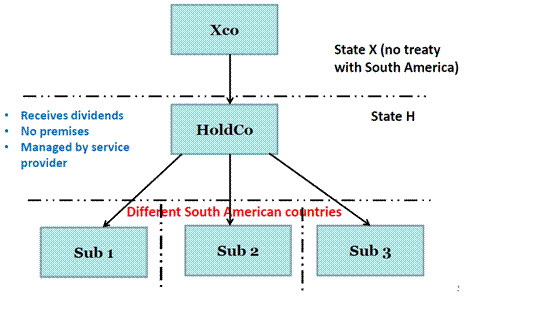 Xco
State X (no treaty
with South America)
• Receives dividends
• No premises
• Managed by service
provider
HoldCo
State H
Different South American countries
Sub 1
Sub 2
Sub 3
: